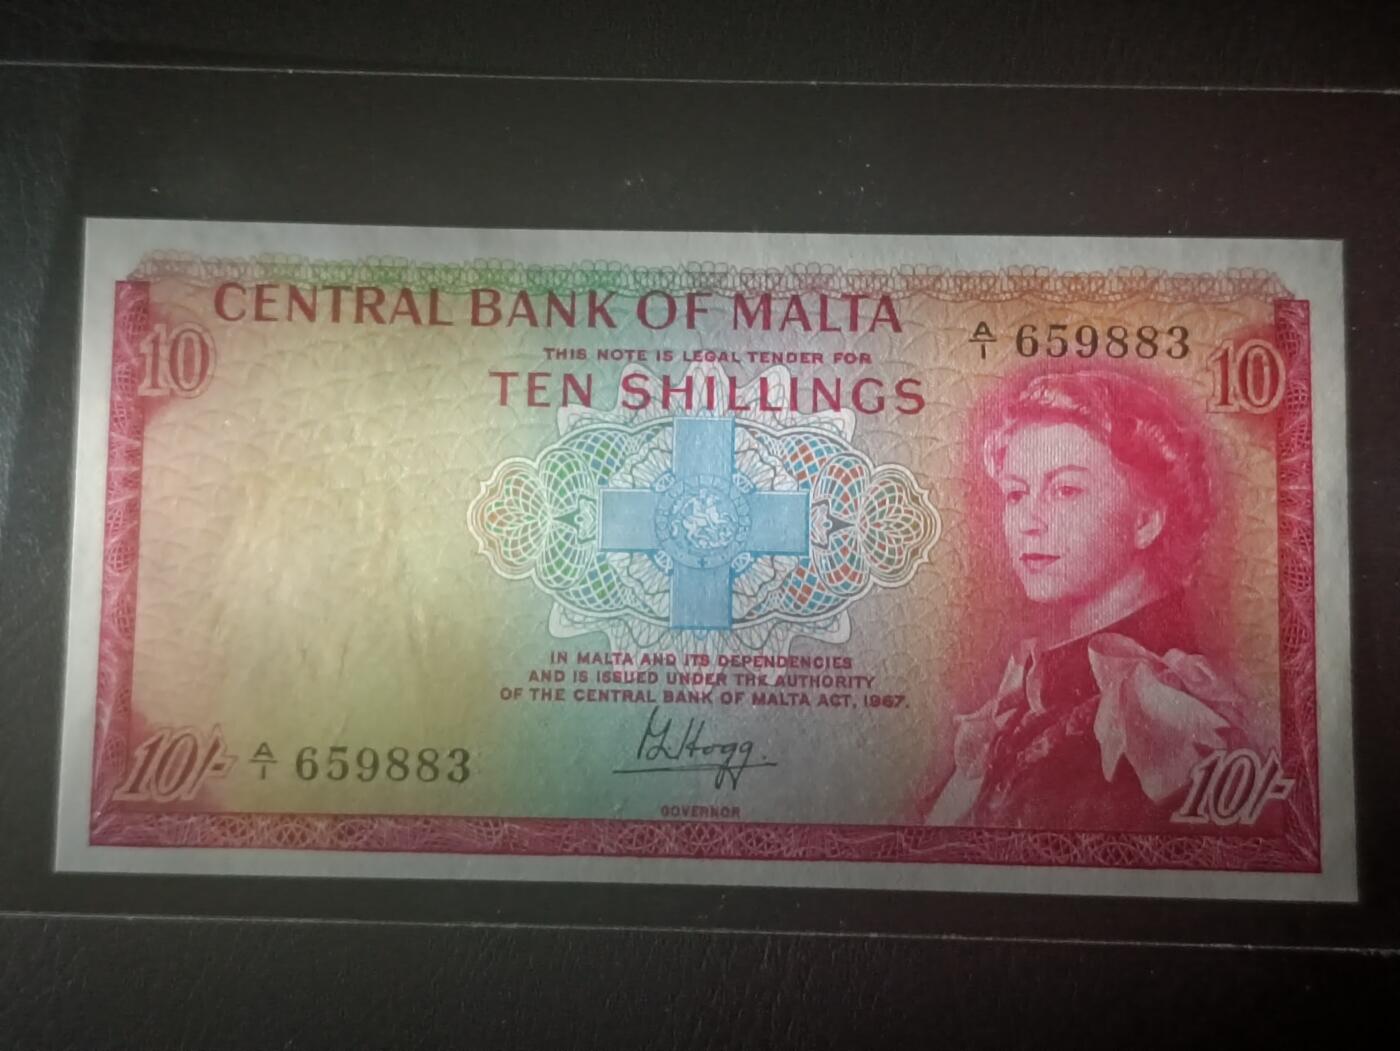 CENTRAL BANK OF MALTA
A/1 659883
10
10
THIS NOTE IS LEGAL TENDER FOR
TEN SHILLINGS
IN MALTA AND ITS DEPENDENCIES
AND IS ISSUED UNDER THE AUTHORITY
OF THE CENTRAL BANK OF MALTA ACT, 1967.
10/-
A/1 659883
Hogg.
10/-
GOVERNOR